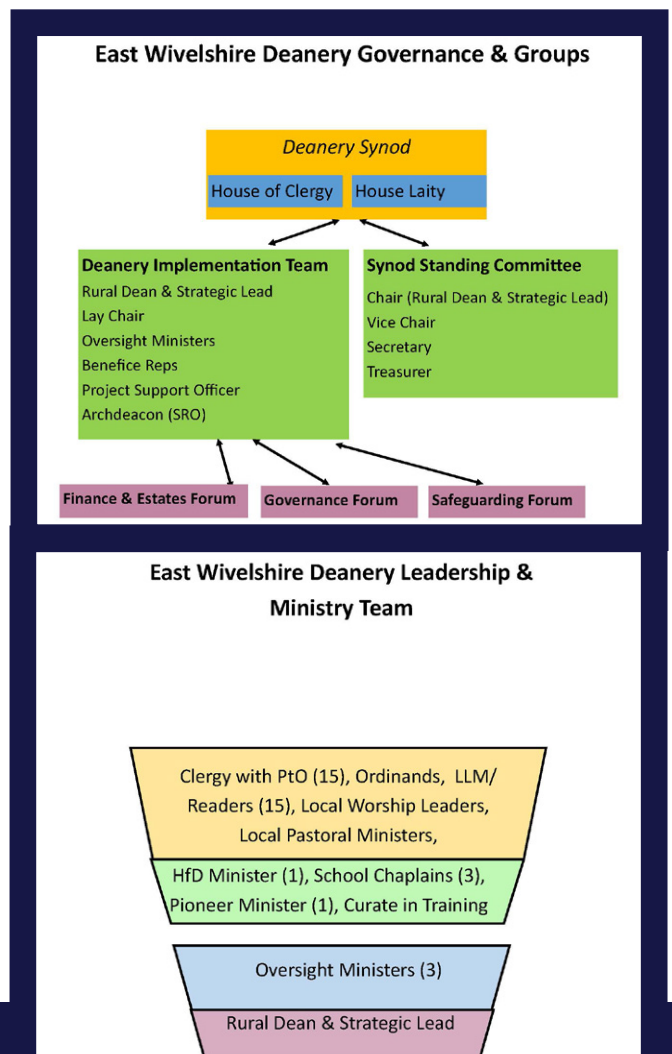 East Wivelshire Deanery Governance & Groups
Deanery Synod
House of Clergy
House Laity
Deanery Implementation Team
Rural Dean & Strategic Lead
Lay Chair
Oversight Ministers
Benefice Reps
Project Support Officer
Archdeacon (SRO)
Synod Standing Committee
Chair (Rural Dean & Strategic Lead)
Vice Chair
Secretary
Treasurer
Finance & Estates Forum
Governance Forum
Safeguarding Forum
East Wivelshire Deanery Leadership &
Ministry Team
Clergy with PtO (15), Ordinands, LLM/
Readers (15), Local Worship Leaders,
Local Pastoral Ministers,
HfD Minister (1), School Chaplains (3),
Pioneer Minister (1), Curate in Training
Oversight Ministers (3)
Rural Dean & Strategic Lead